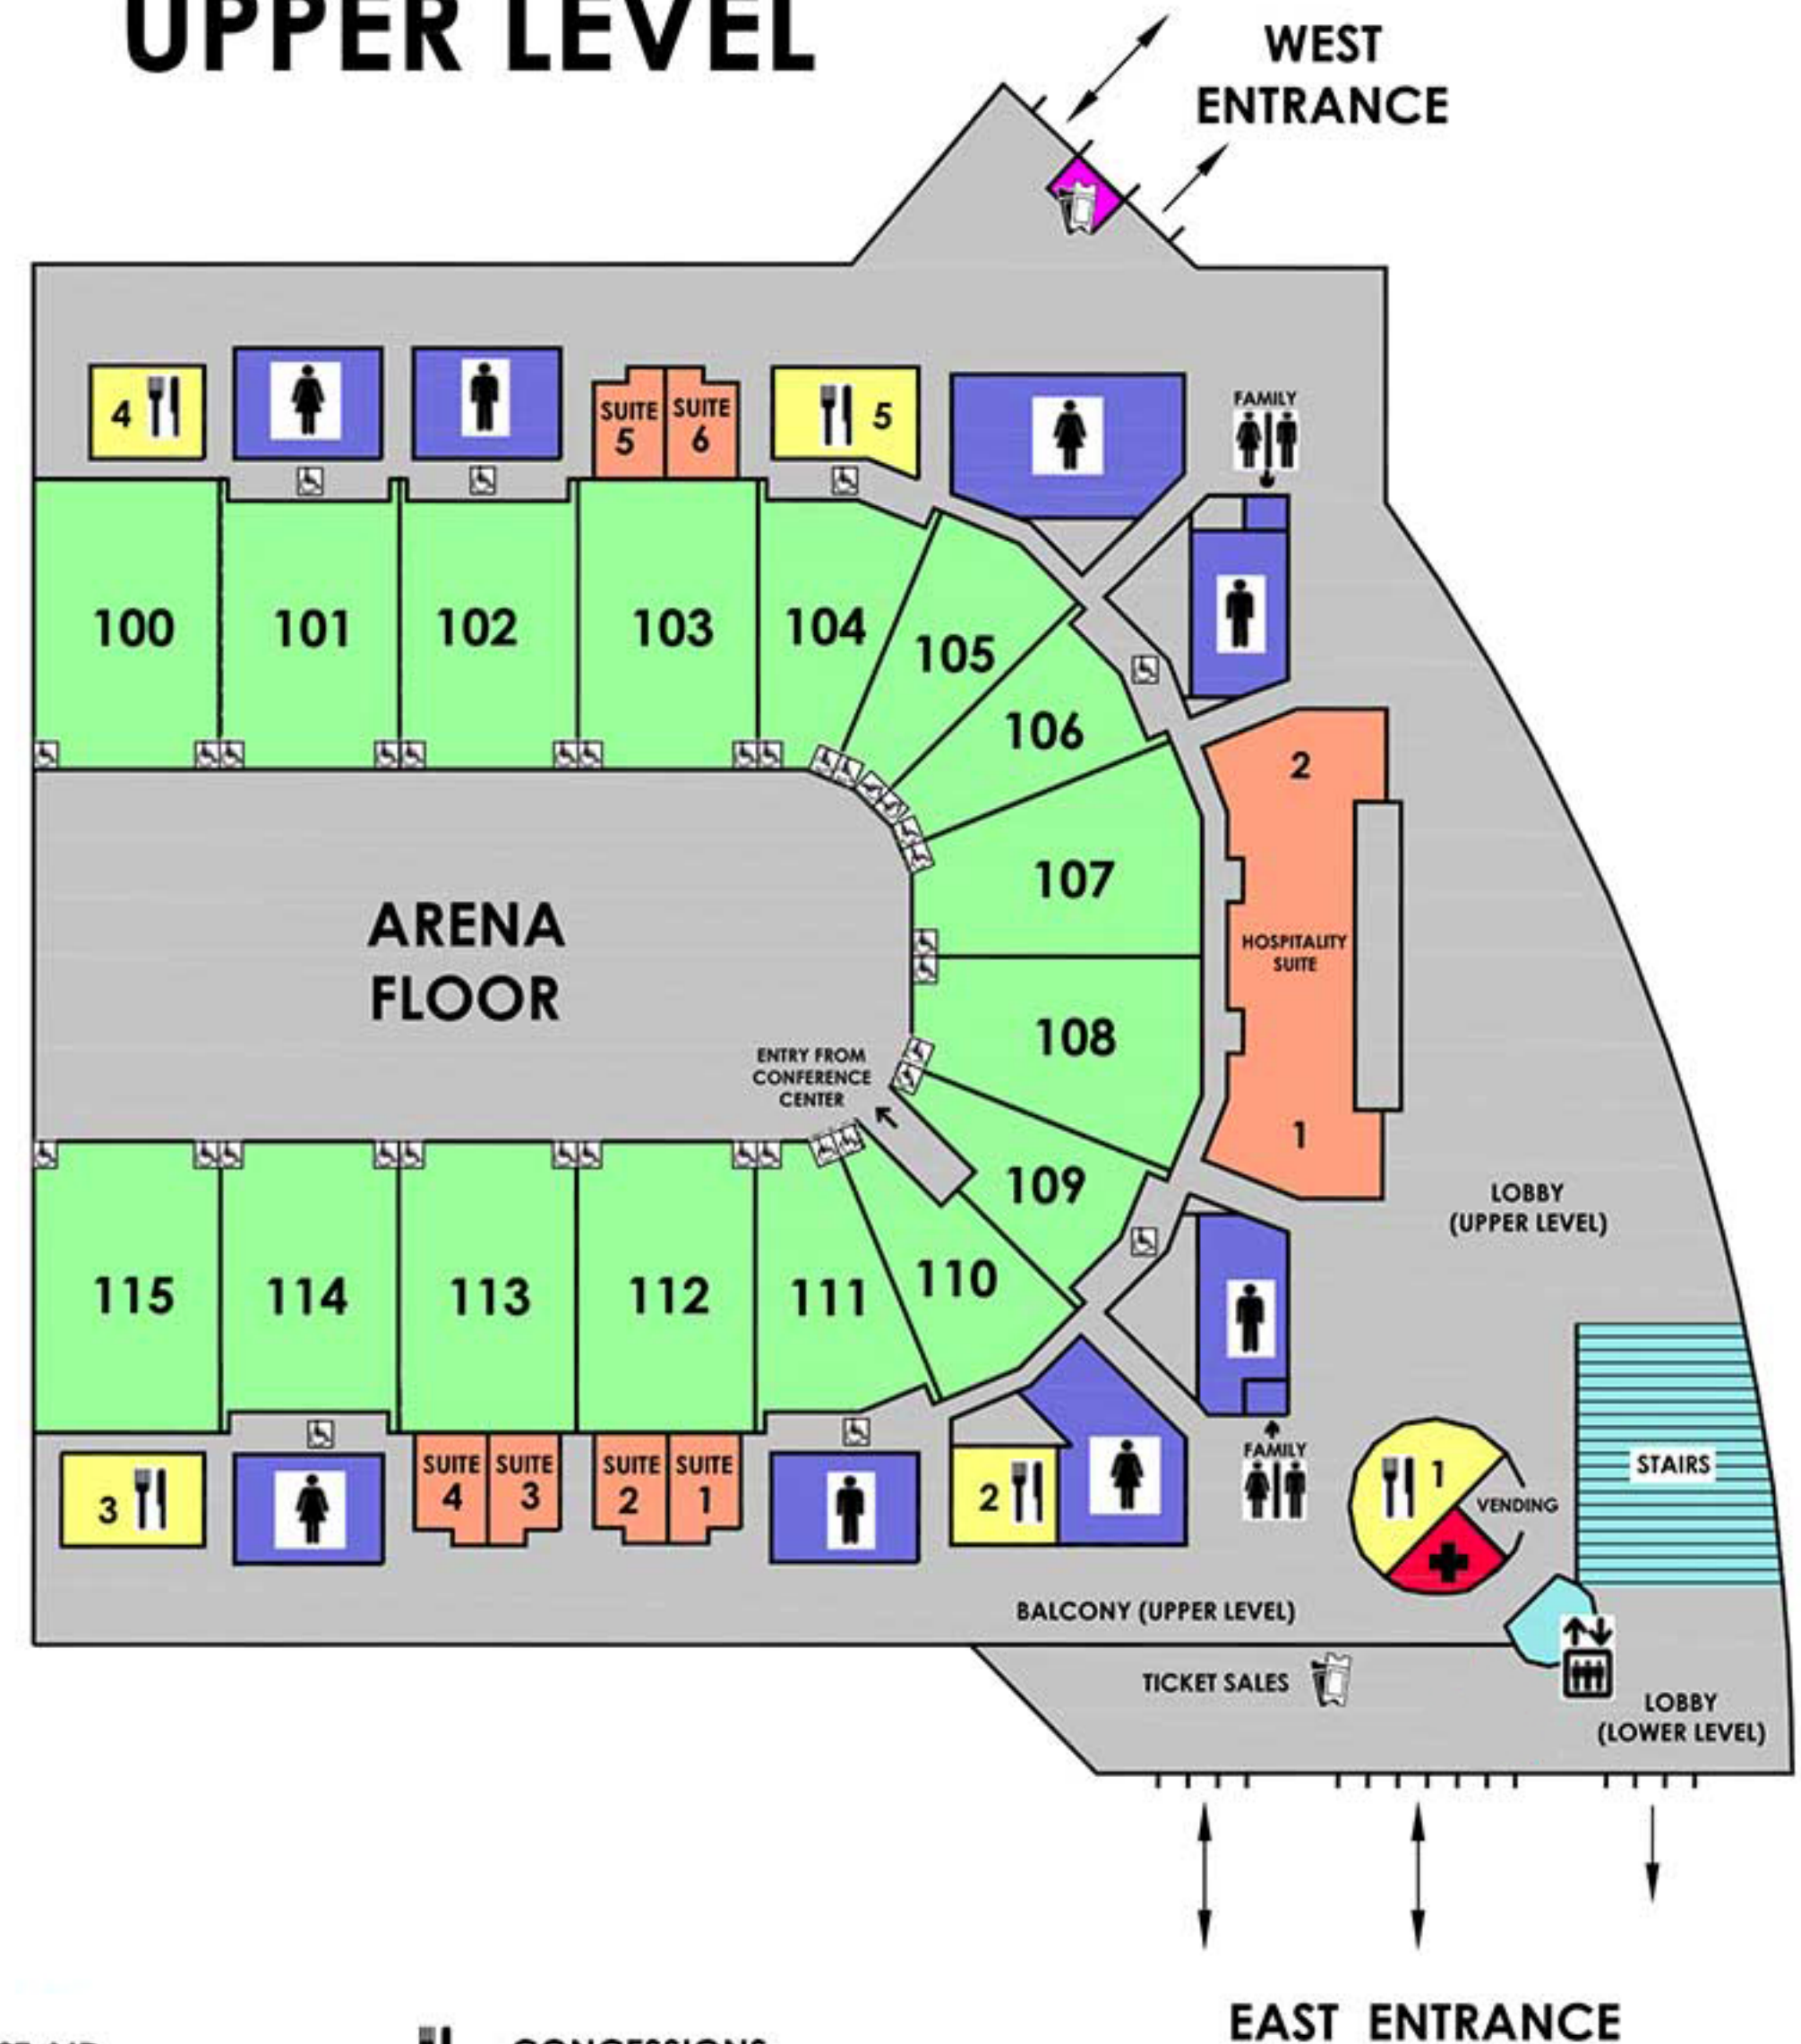 UPPER LEVEL
WEST
ENTRANCE
FAMILY
4
5
SUITE
5
SUITE
6
100
101
102
103
104
105
106
107
108
109
110
111
112
113
114
115
2
HOSPITALITY
SUITE
1
ARENA
FLOOR
ENTRY FROM
CONFERENCE
CENTER
LOBBY
(UPPER LEVEL)
3
SUITE
4
SUITE
3
SUITE
2
SUITE
1
2
FAMILY
1
VENDING
STAIRS
BALCONY (UPPER LEVEL)
TICKET SALES
LOBBY
(LOWER LEVEL)
EAST ENTRANCE
CONCESSIONS